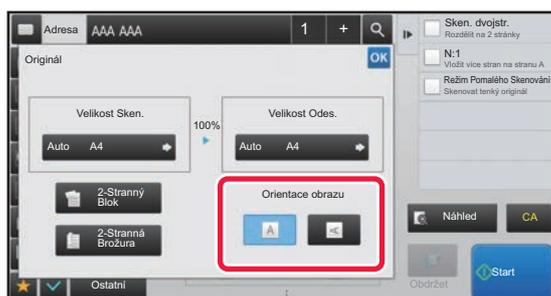 Adresa AAA AAA 1 +
Originál
OK
Velikost Sken.
100%
Velikost Odes.
Auto A4
Auto A4
2-Stranný
Blok
2-Stranná
Brožura
Orientace obrazu
A
A
Ostatní
Sken. dvojstr.
Rozdělit na 2 stránky
N:1
Vložit více stran na stranu A
Režim Pomalého Skenování
Skenovat tenký originál
Náhled
CA
Obdržet
Start